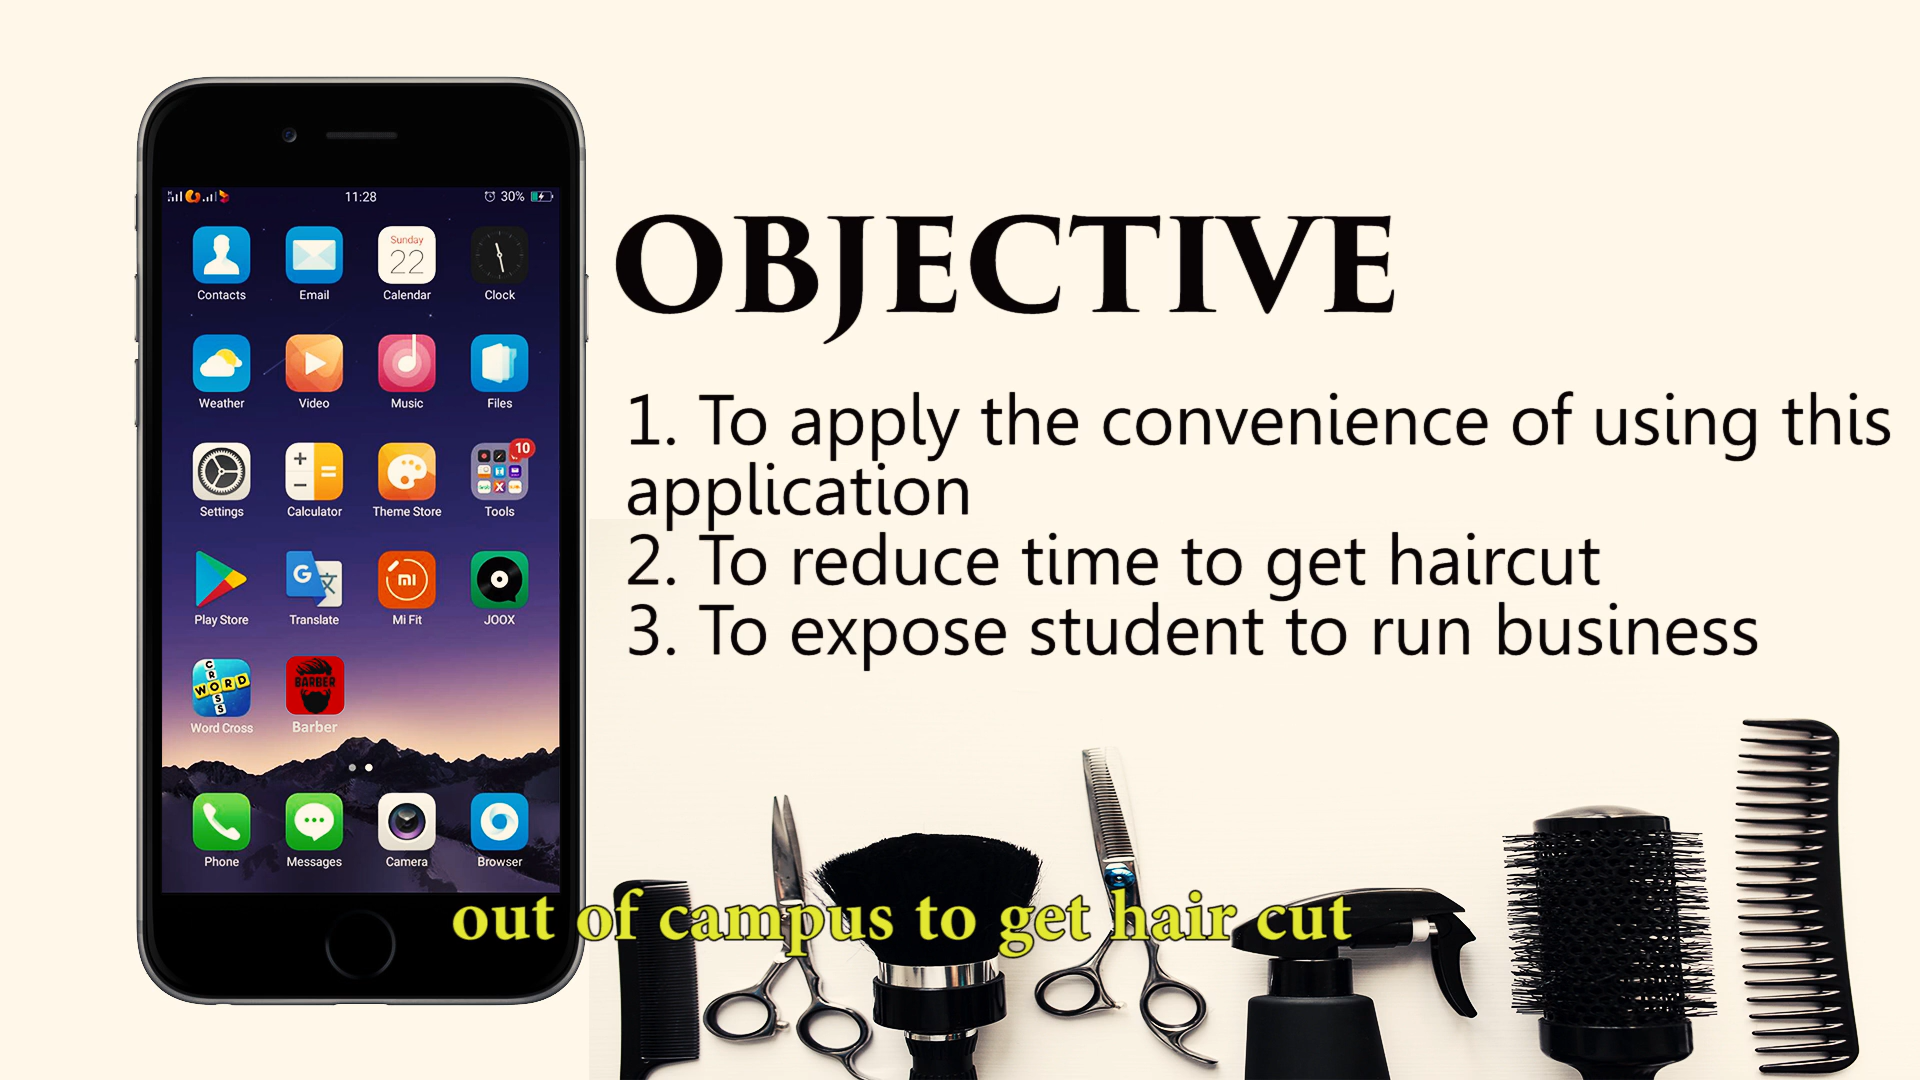 11:28
30%
Sunday
22
Contacts
Email
Calendar
Clock
Weather
Video
Music
Files
10
Settings
Calculator
Theme Store
Tools
Play Store
Translate
Mi Fit
JOOX
WORD
CROSS
BARBER
Word Cross
Barber
Phone
Messages
Camera
Browser
OBJECTIVE
1. To apply the convenience of using this
application
2. To reduce time to get haircut
3. To expose student to run business
out of campus to get hair cut